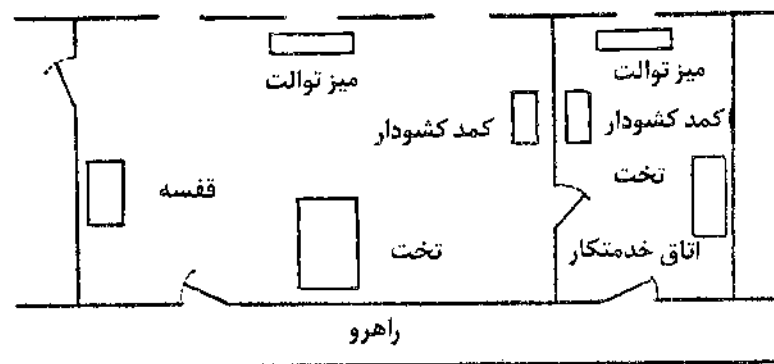 میز توالت
میز توالت
کمد کشودار
کمد کشودار
تخت
قفسه
تخت
اتاق خدمتکار
راهرو